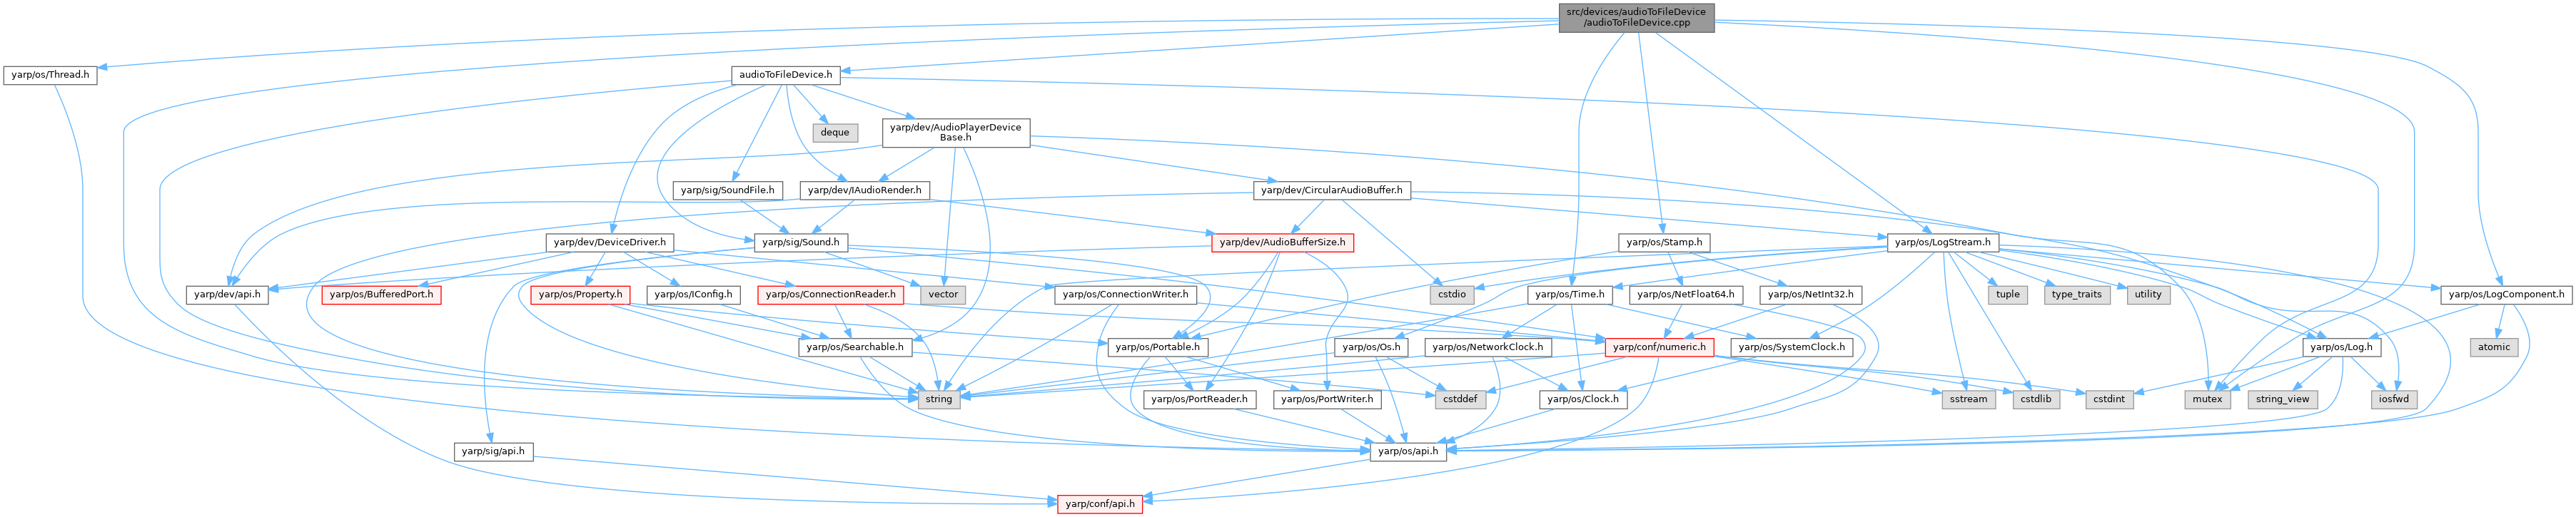 src/devices/audioToFileDevice
/audioToFileDevice.cpp
yarp/os/Thread.h
audioToFileDevice.h
deque
yarp/dev/AudioPlayerDevice
Base.h
yarp/sig/SoundFile.h
yarp/dev/IAudioRender.h
yarp/dev/CircularAudioBuffer.h
yarp/dev/DeviceDriver.h
yarp/sig/Sound.h
yarp/dev/AudioBufferSize.h
yarp/os/Stamp.h
yarp/os/LogStream.h
yarp/dev/api.h
yarp/os/BufferedPort.h
yarp/os/Property.h
yarp/os/IConfig.h
yarp/os/ConnectionReader.h
vector
yarp/os/ConnectionWriter.h
cstdio
yarp/os/Time.h
yarp/os/NetFloat64.h
yarp/os/NetInt32.h
tuple
type_traits
utility
yarp/os/LogComponent.h
yarp/os/Searchable.h
yarp/os/Portable.h
yarp/os/Os.h
yarp/os/NetworkClock.h
yarp/conf/numeric.h
yarp/os/SystemClock.h
atomic
yarp/os/Log.h
string
yarp/os/PortReader.h
yarp/os/PortWriter.h
cstddef
yarp/os/Clock.h
sstream
cstdlib
cstdint
mutex
string_view
iosfwd
yarp/sig/api.h
yarp/os/api.h
yarp/conf/api.h